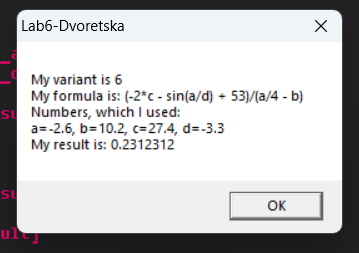 Lab6-Dvoretska
My variant is 6
My formula is: (-2*c - sin(a/d) + 53)/(a/4 - b)
Numbers, which I used:
a=-2.6, b=10.2, c=27.4, d=-3.3
My result is: 0.2312312
OK